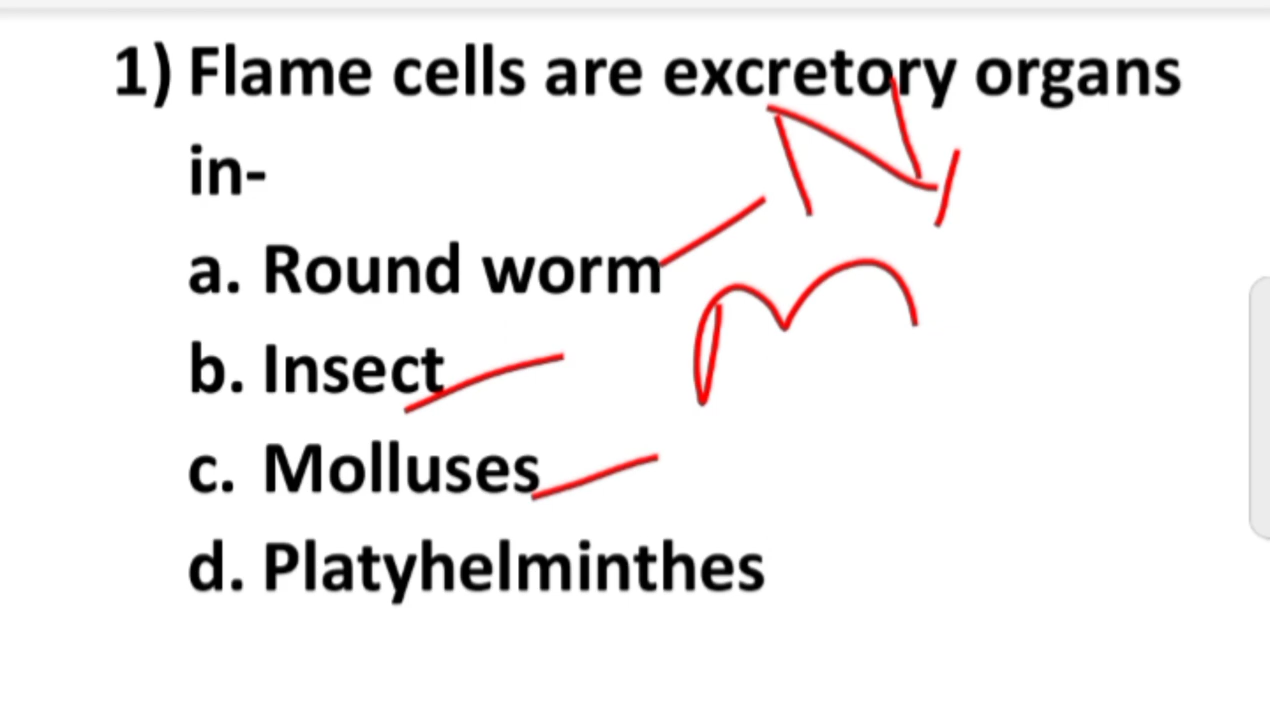 1) Flame cells are excretory organs
in-
a. Round worm
b. Insect
c. Molluses
d. Platyhelminthes